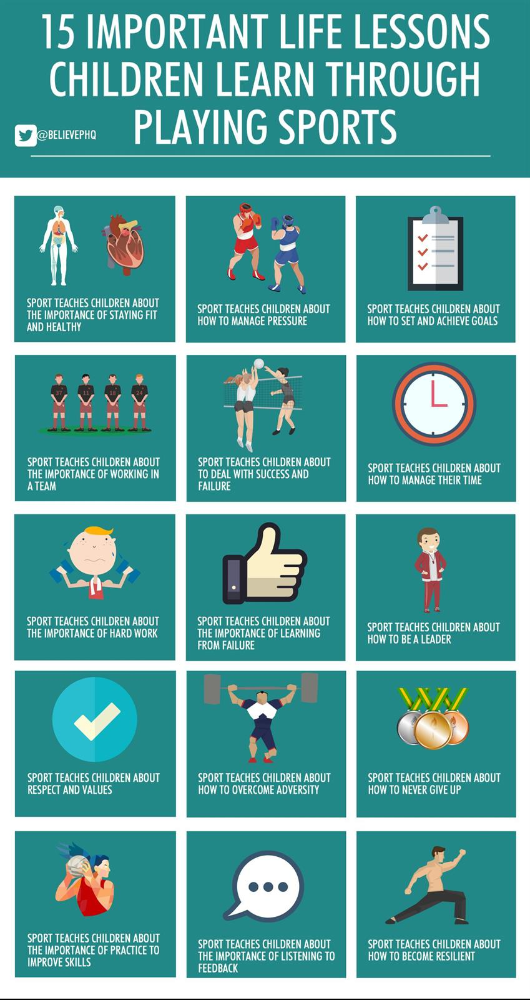 15 IMPORTANT LIFE LESSONS
CHILDREN LEARN THROUGH
PLAYING SPORTS
@BELIEVEPHQ
SPORT TEACHES CHILDREN ABOUT
THE IMPORTANCE OF STAYING FIT
AND HEALTHY
SPORT TEACHES CHILDREN ABOUT
HOW TO MANAGE PRESSURE
SPORT TEACHES CHILDREN ABOUT
HOW TO SET AND ACHIEVE GOALS
37
11
18
24
SPORT TEACHES CHILDREN ABOUT
THE IMPORTANCE OF WORKING IN
A TEAM
SPORT TEACHES CHILDREN ABOUT
TO DEAL WITH SUCCESS AND
FAILURE
SPORT TEACHES CHILDREN ABOUT
HOW TO MANAGE THEIR TIME
SPORT TEACHES CHILDREN ABOUT
THE IMPORTANCE OF HARD WORK
SPORT TEACHES CHILDREN ABOUT
THE IMPORTANCE OF LEARNING
FROM FAILURE
SPORT TEACHES CHILDREN ABOUT
HOW TO BE A LEADER
SPORT TEACHES CHILDREN ABOUT
RESPECT AND VALUES
SPORT TEACHES CHILDREN ABOUT
HOW TO OVERCOME ADVERSITY
SPORT TEACHES CHILDREN ABOUT
HOW TO NEVER GIVE UP
SPORT TEACHES CHILDREN ABOUT
THE IMPORTANCE OF PRACTICE TO
IMPROVE SKILLS
SPORT TEACHES CHILDREN ABOUT
THE IMPORTANCE OF LISTENING TO
FEEDBACK
SPORT TEACHES CHILDREN ABOUT
HOW TO BECOME RESILIENT